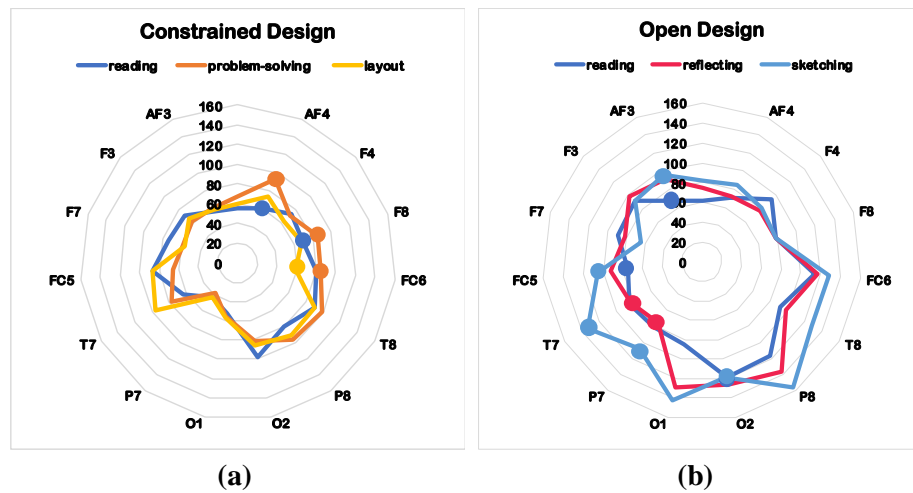 Constrained Design
reading problem-solving layout
160
140
120
100
80
60
40
20
0
AF3
AF4
F3
F4
F7
F8
FC5
FC6
T7
T8
P7
P8
O1
O2
(a)
Open Design
reading reflecting sketching
160
140
120
100
80
60
40
20
0
AF3
AF4
F3
F4
F7
F8
FC5
FC6
T7
T8
P7
P8
O1
O2
(b)